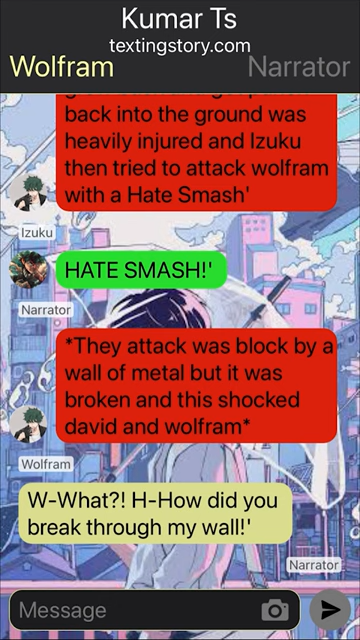 Kumar Ts
textingstory.com
Wolfram
Narrator
back into the ground was
heavily injured and Izuku
then tried to attack wolfram
with a Hate Smash'
Izuku
HATE SMASH!'
Narrator
*They attack was block by a
wall of metal but it was
broken and this shocked
david and wolfram*
Wolfram
W-What?! H-How did you
break through my wall!'
Narrator
Message